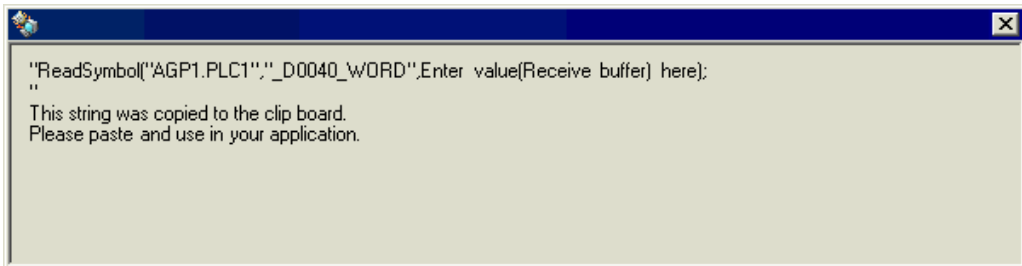 "ReadSymbol("AGP1.PLC1","_D0040_WORD",Enter value(Receive buffer) here);
"
This string was copied to the clip board.
Please paste and use in your application.